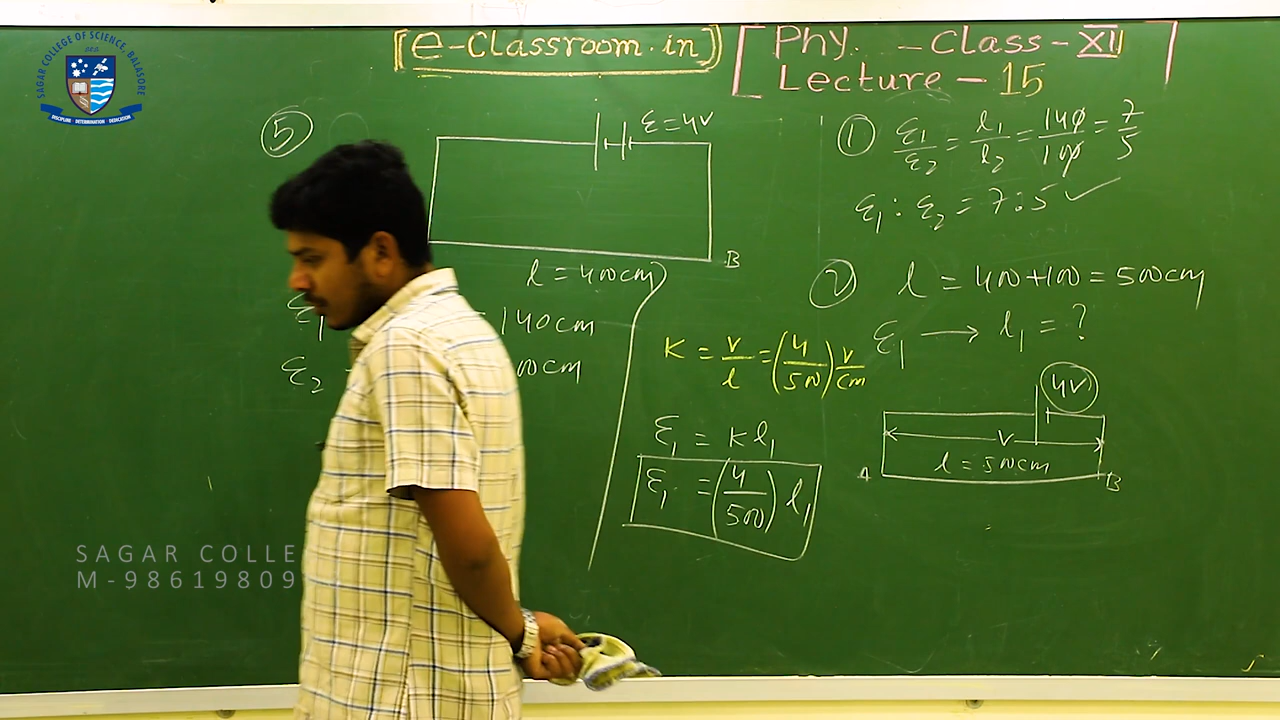 [e-Classroom.in]
[Phy. – Class – XII
Lecture – 15]
SAGAR COLLEGE OF SCIENCE, BALASORE
DISCIPLINE DETERMINATION DEDICATION
⑤
ε = 4V
B
l = 400cm
ε₁ = 140cm
ε₂ 00cm
① ε₁/ε₂ = l₁/l₂ = 140/100 = 7/5
ε₁ : ε₂ = 7:5 ✓
② l = 400+100 = 500cm
ε₁ → l₁ = ?
K = V/l = (4/500) V/cm
ε₁ = Kl₁
ε₁ = (4/500) l₁
4V
V
l = 500cm
A B
SAGAR COLLE
M-98619809